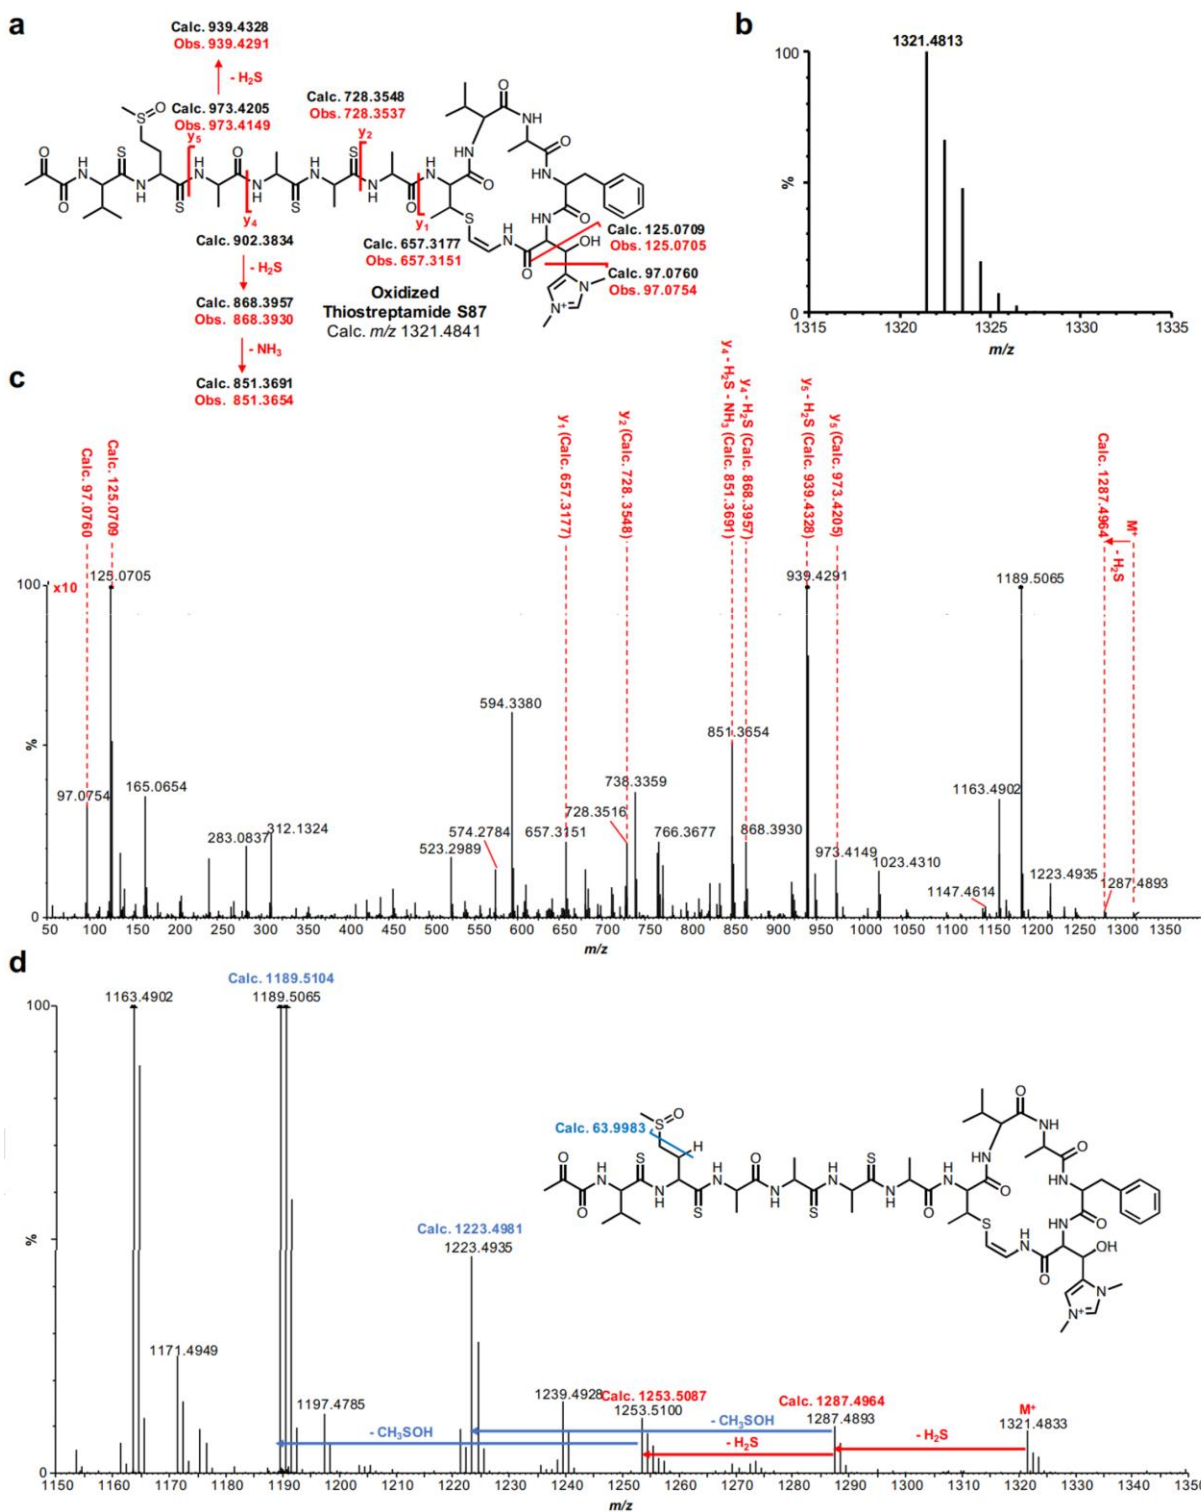 a
Calc. 939.4328
Obs. 939.4291
- H₂S
Calc. 973.4205
Obs. 973.4149
y₅
Calc. 728.3548
Obs. 728.3537
y₂
y₄
y₁
Calc. 902.3834
- H₂S
Calc. 868.3957
Obs. 868.3930
- NH₃
Calc. 851.3691
Obs. 851.3654
Calc. 657.3177
Obs. 657.3151
Calc. 125.0709
Obs. 125.0705
Calc. 97.0760
Obs. 97.0754
Oxidized
Thiostreptamide S87
Calc. m/z 1321.4841
b
1321.4813
100
%
0
1315 1320 1325 1330 1335
m/z
c
Calc. 97.0760
Calc. 125.0709
y₁ (Calc. 657.3177)
y₂ (Calc. 728.3548)
y₄ - H₂S - NH₃ (Calc. 851.3691)
y₄ - H₂S (Calc. 868.3957)
y₅ - H₂S (Calc. 939.4328)
y₅ (Calc. 973.4205)
Calc. 1287.4964
M⁺
- H₂S
100
x10
%
0
125.0705
97.0754
165.0654
283.0837
312.1324
523.2989
574.2784
594.3380
657.3151
728.3516
738.3359
766.3677
851.3654
868.3930
939.4291
973.4149
1023.4310
1147.4614
1163.4902
1189.5065
1223.4935
1287.4893
50 100 150 200 250 300 350 400 450 500 550 600 650 700 750 800 850 900 950 1000 1050 1100 1150 1200 1250 1300 1350
m/z
d
Calc. 1189.5104
1163.4902
1189.5065
100
%
0
1171.4949
1197.4785
Calc. 1223.4981
1223.4935
1239.4928
Calc. 1253.5087
1253.5100
Calc. 1287.4964
1287.4893
M⁺
1321.4833
- CH₃SOH
- CH₃SOH
- H₂S
- H₂S
Calc. 63.9983
1150 1160 1170 1180 1190 1200 1210 1220 1230 1240 1250 1260 1270 1280 1290 1300 1310 1320 1330 1340 1350
m/z